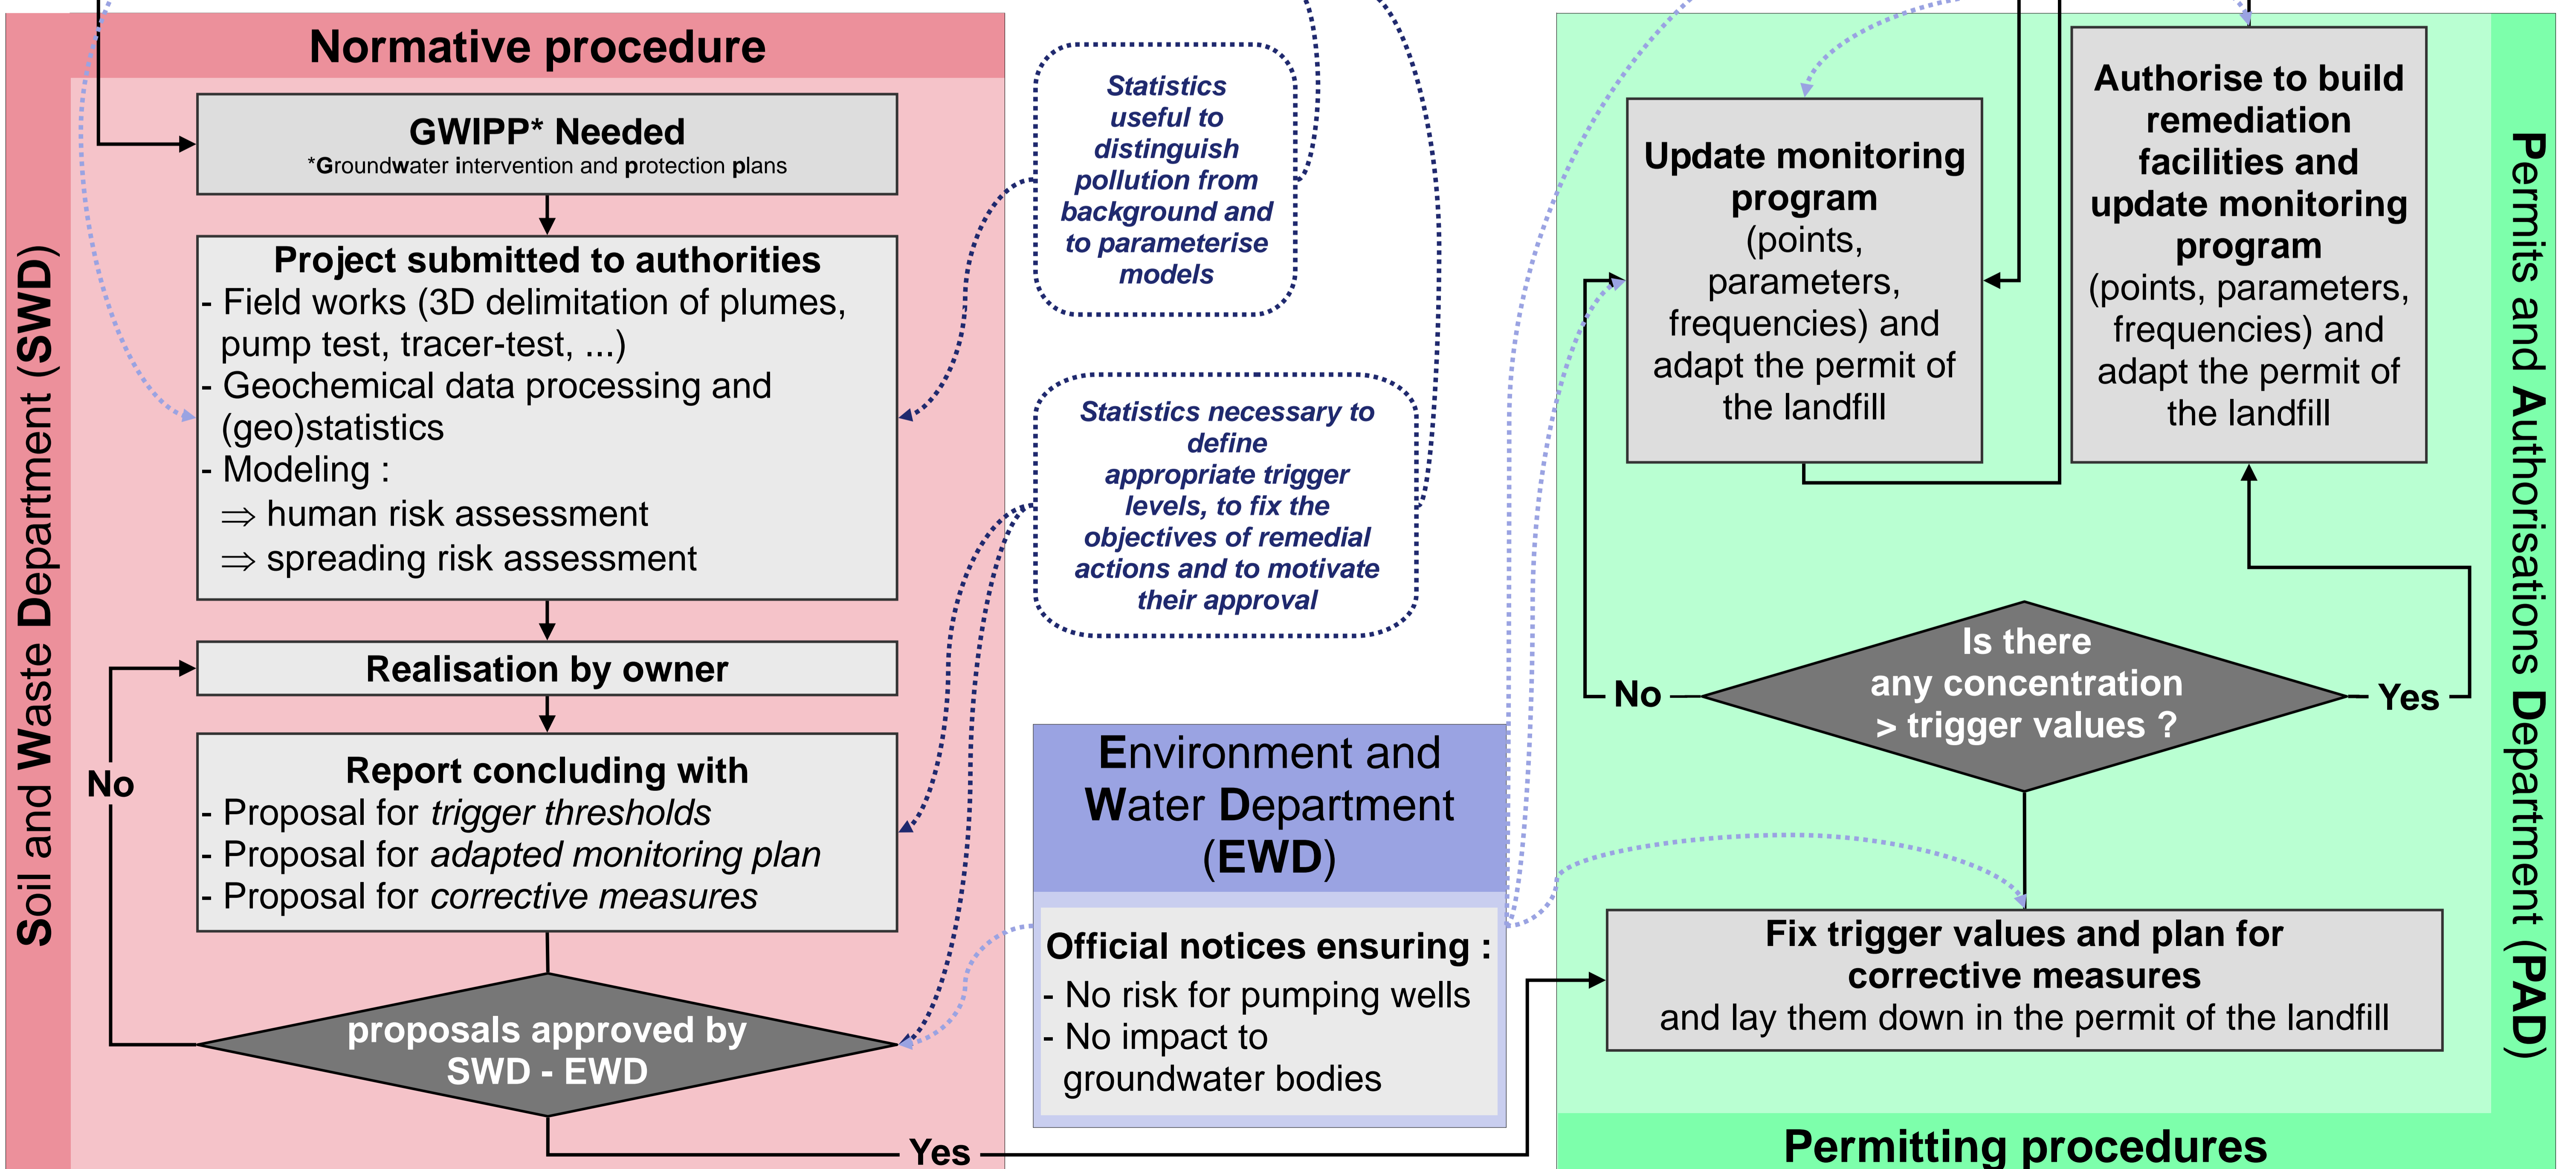 Soil and Waste Department (SWD)
Normative procedure
GWIPP* Needed
*Groundwater intervention and protection plans
Project submitted to authorities
- Field works (3D delimitation of plumes,
pump test, tracer-test, ...)
- Geochemical data processing and
(geo)statistics
- Modeling :
⇒ human risk assessment
⇒ spreading risk assessment
Realisation by owner
No
Report concluding with
- Proposal for trigger thresholds
- Proposal for adapted monitoring plan
- Proposal for corrective measures
proposals approved by
SWD - EWD
Yes
Statistics
useful to
distinguish
pollution from
background and
to parameterise
models
Statistics necessary to
define
appropriate trigger
levels, to fix the
objectives of remedial
actions and to motivate
their approval
Environment and
Water Department
(EWD)
Official notices ensuring :
- No risk for pumping wells
- No impact to
groundwater bodies
Update monitoring
program
(points,
parameters,
frequencies) and
adapt the permit of
the landfill
Authorise to build
remediation
facilities and
update monitoring
program
(points, parameters,
frequencies) and
adapt the permit of
the landfill
Is there
any concentration
> trigger values ?
No
Yes
Fix trigger values and plan for
corrective measures
and lay them down in the permit of the landfill
Permitting procedures
Permits and Authorisations Department (PAD)